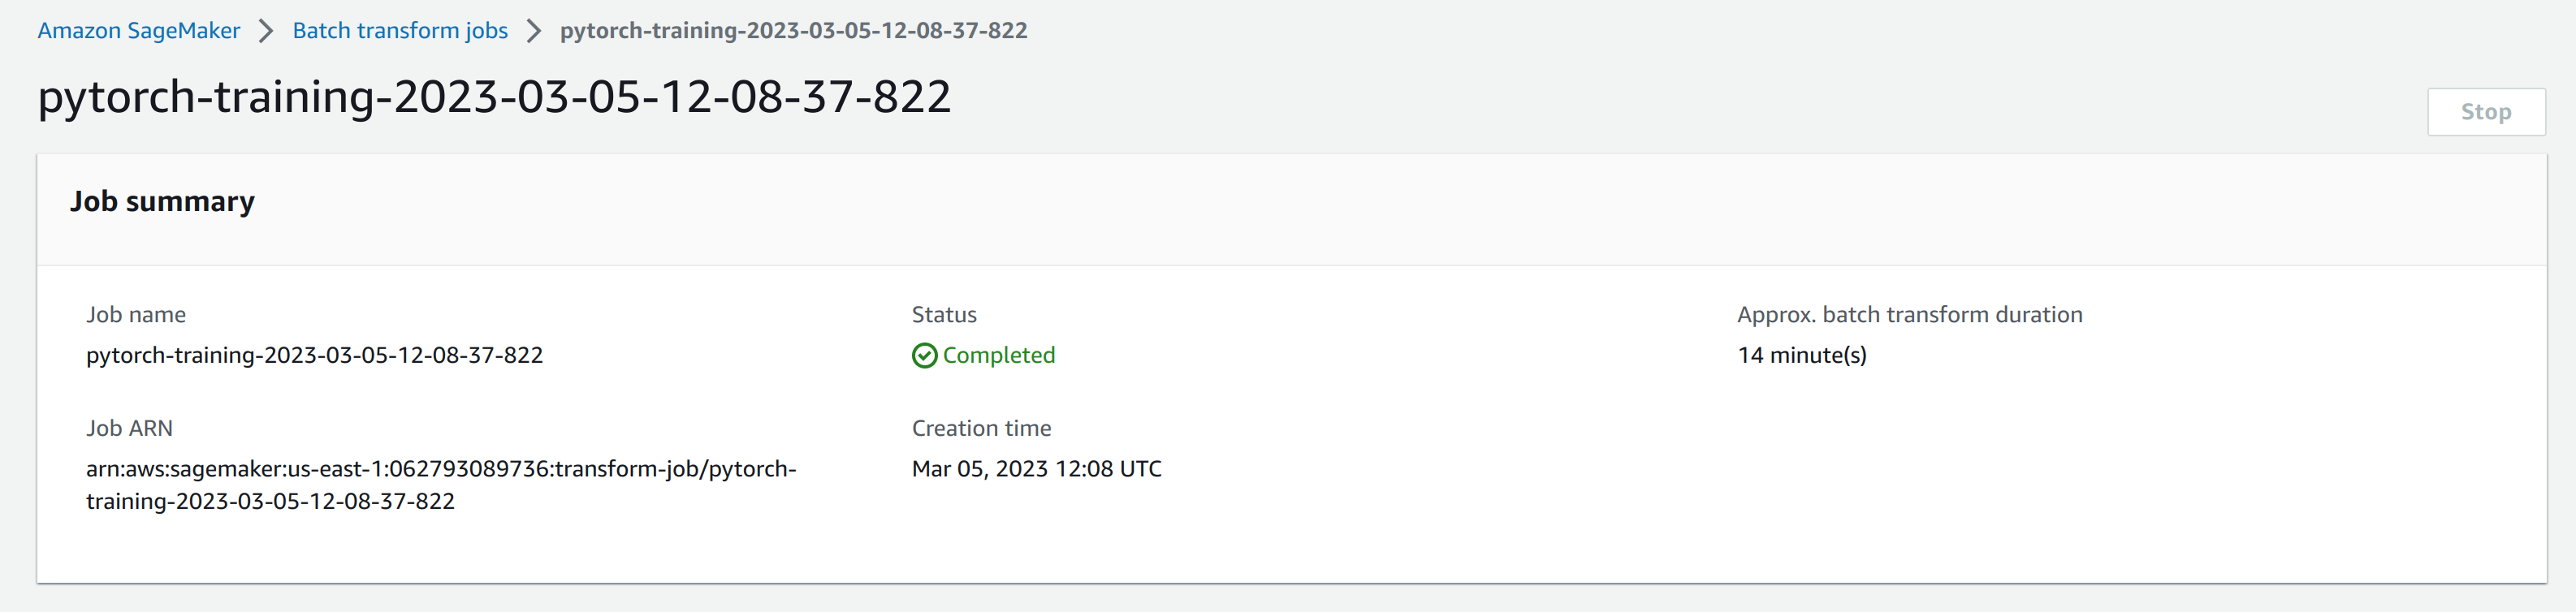 Amazon SageMaker > Batch transform jobs > pytorch-training-2023-03-05-12-08-37-822
pytorch-training-2023-03-05-12-08-37-822
Stop
Job summary
Job name
pytorch-training-2023-03-05-12-08-37-822
Status
Completed
Approx. batch transform duration
14 minute(s)
Job ARN
arn:aws:sagemaker:us-east-1:062793089736:transform-job/pytorch-
training-2023-03-05-12-08-37-822
Creation time
Mar 05, 2023 12:08 UTC